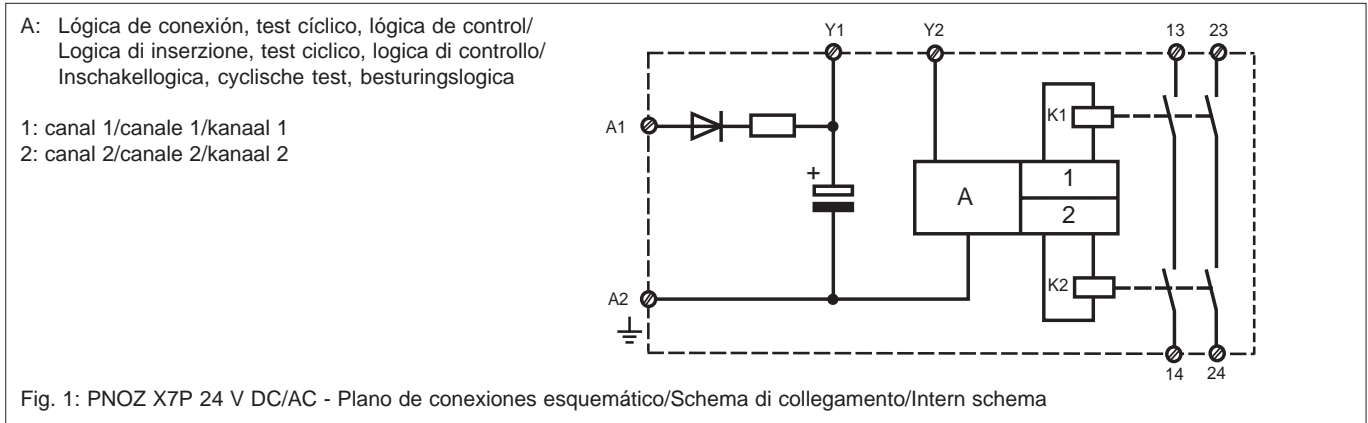 A: Lógica de conexión, test cíclico, lógica de control/
Logica di inserzione, test ciclico, logica di controllo/
Inschakellogica, cyclische test, besturingslogica
1: canal 1/canale 1/kanaal 1
2: canal 2/canale 2/kanaal 2
Y1 Y2 13 23
A1
K1
+
A 1
2
K2
A2
14 24
Fig. 1: PNOZ X7P 24 V DC/AC - Plano de conexiones esquemático/Schema di collegamento/Intern schema